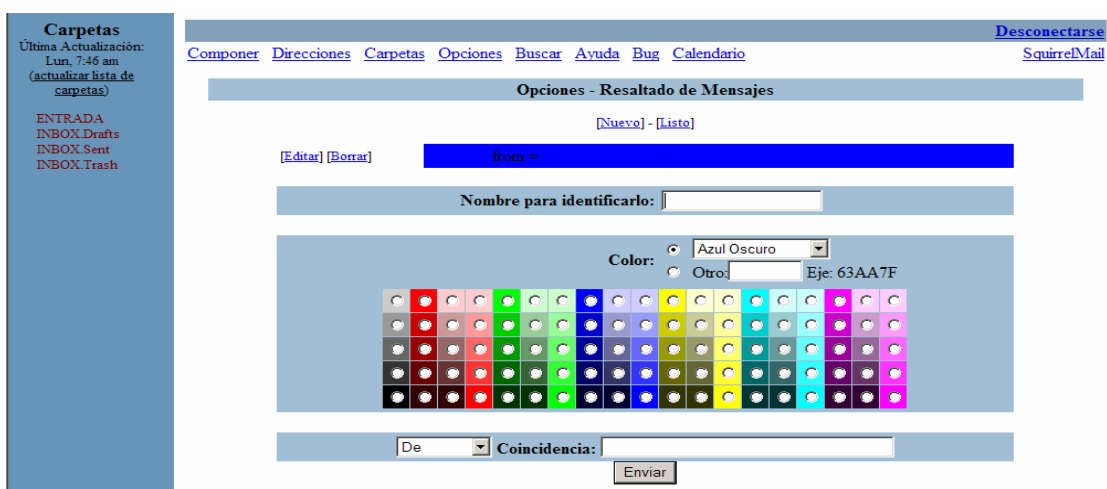 Carpetas
Última Actualización:
Lun, 7:46 am
(actualizar lista de
carpetas)
ENTRADA
INBOX.Drafts
INBOX.Sent
INBOX.Trash
Desconectarse
Componer Direcciones Carpetas Opciones Buscar Ayuda Bug Calendario SquirrelMail
Opciones - Resaltado de Mensajes
[Nuevo] - [Listo]
[Editar] [Borrar] from =
Nombre para identificarlo:
Color: Azul Oscuro
Otro: Eje: 63AA7F
De Coincidencia:
Enviar